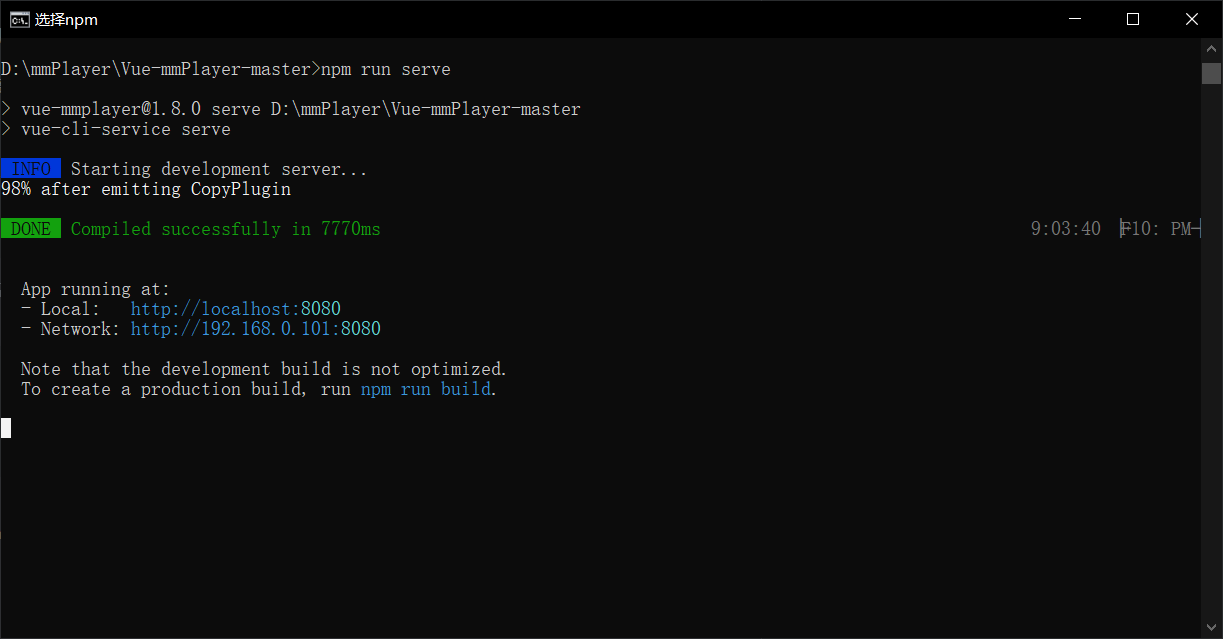 选择npm
D:\mmPlayer\Vue-mmPlayer-master>npm run serve
> vue-mmplayer@1.8.0 serve D:\mmPlayer\Vue-mmPlayer-master
> vue-cli-service serve
INFO Starting development server...
98% after emitting CopyPlugin
DONE Compiled successfully in 7770ms 9:03:40 ├F10: PM┤
App running at:
- Local: http://localhost:8080
- Network: http://192.168.0.101:8080
Note that the development build is not optimized.
To create a production build, run npm run build.